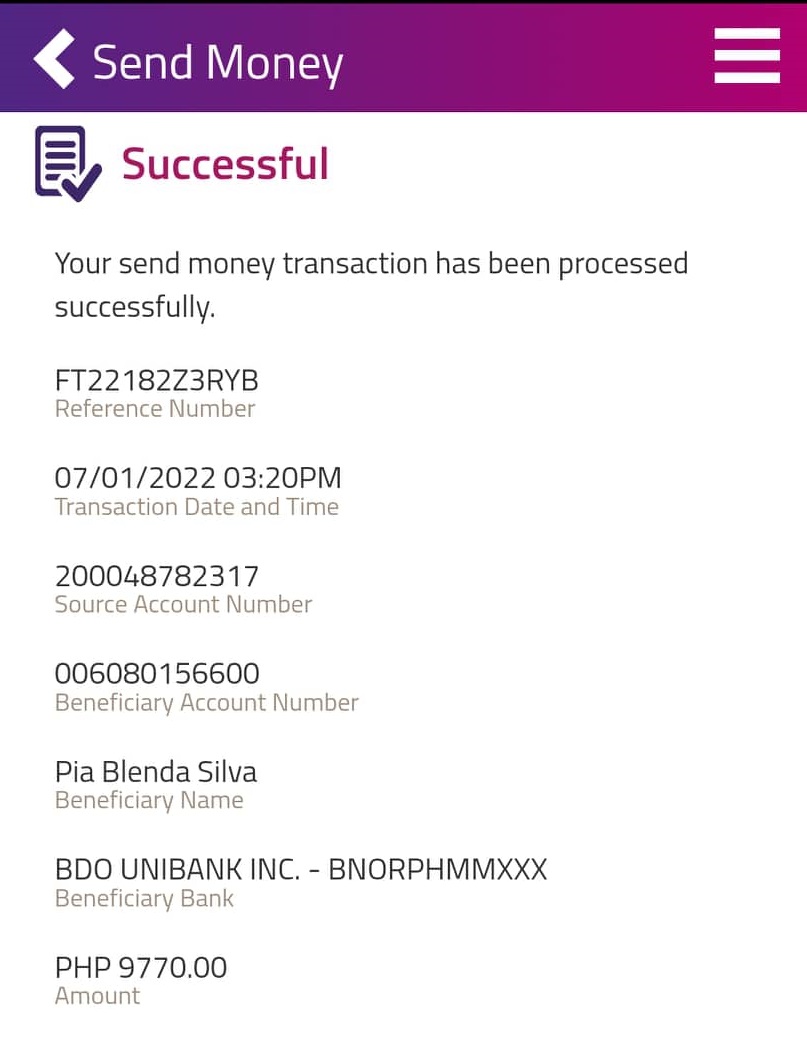 Send Money
Successful
Your send money transaction has been processed
successfully.
FT22182Z3RYB
Reference Number
07/01/2022 03:20PM
Transaction Date and Time
200048782317
Source Account Number
006080156600
Beneficiary Account Number
Pia Blenda Silva
Beneficiary Name
BDO UNIBANK INC. - BNORPHMMXXX
Beneficiary Bank
PHP 9770.00
Amount